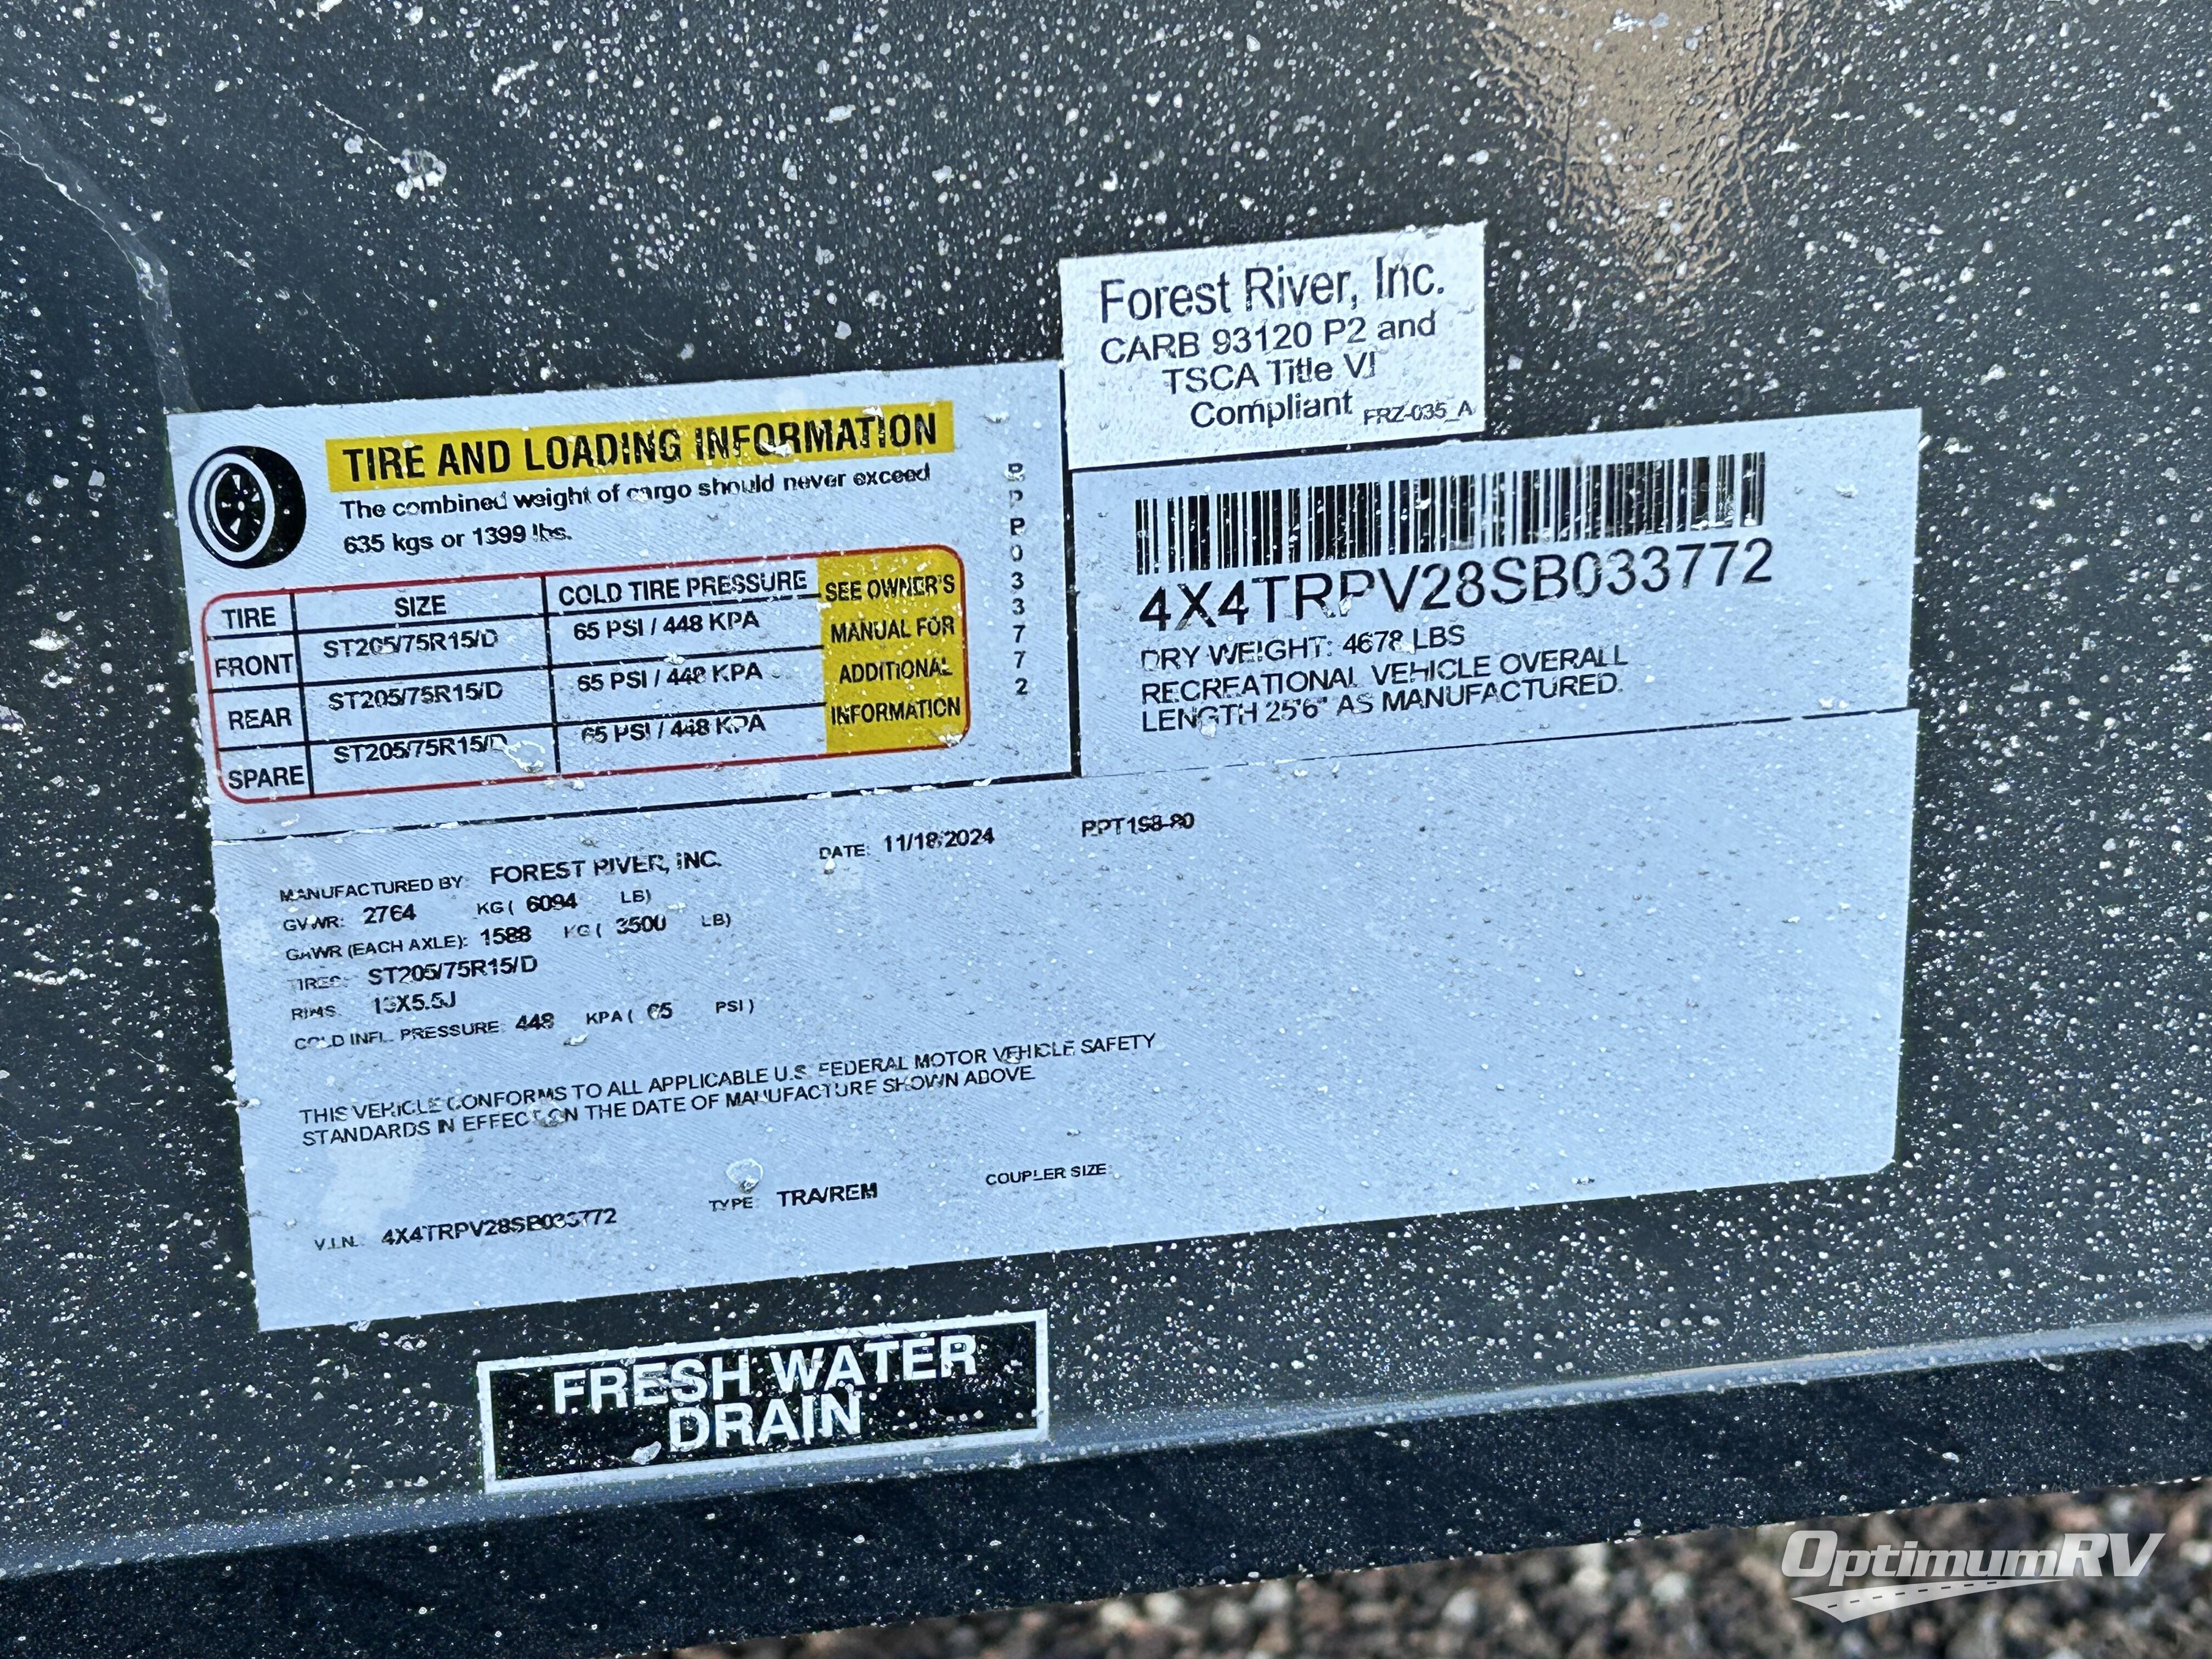 Forest River, Inc.
CARB 93120 P2 and
TSCA Title VI
Compliant FRZ-035_A
TIRE AND LOADING INFORMATION
The combined weight of cargo should never exceed
635 kgs or 1399 lbs.
TIRE SIZE COLD TIRE PRESSURE
FRONT ST205/75R15/D 65 PSI / 448 KPA
REAR ST205/75R15/D 65 PSI / 448 KPA
SPARE ST205/75R15/D 65 PSI / 448 KPA
SEE OWNER'S
MANUAL FOR
ADDITIONAL
INFORMATION
4X4TRPV28SB033772
DRY WEIGHT: 4678 LBS
RECREATIONAL VEHICLE OVERALL
LENGTH 25'6" AS MANUFACTURED.
MANUFACTURED BY: FOREST RIVER, INC. DATE: 11/18/2024
GVWR: 2764 KG ( 6094 LB)
GAWR (EACH AXLE): 1588 KG ( 3500 LB)
TIRES: ST205/75R15/D
RIMS: 15X5.5J
COLD INFL. PRESSURE: 448 KPA ( 65 PSI )
THIS VEHICLE CONFORMS TO ALL APPLICABLE U.S. FEDERAL MOTOR VEHICLE SAFETY
STANDARDS IN EFFECT ON THE DATE OF MANUFACTURE SHOWN ABOVE
V.I.N.: 4X4TRPV28SB033772 TYPE: TRA/REM COUPLER SIZE:
FRESH WATER
DRAIN
OptimumRV